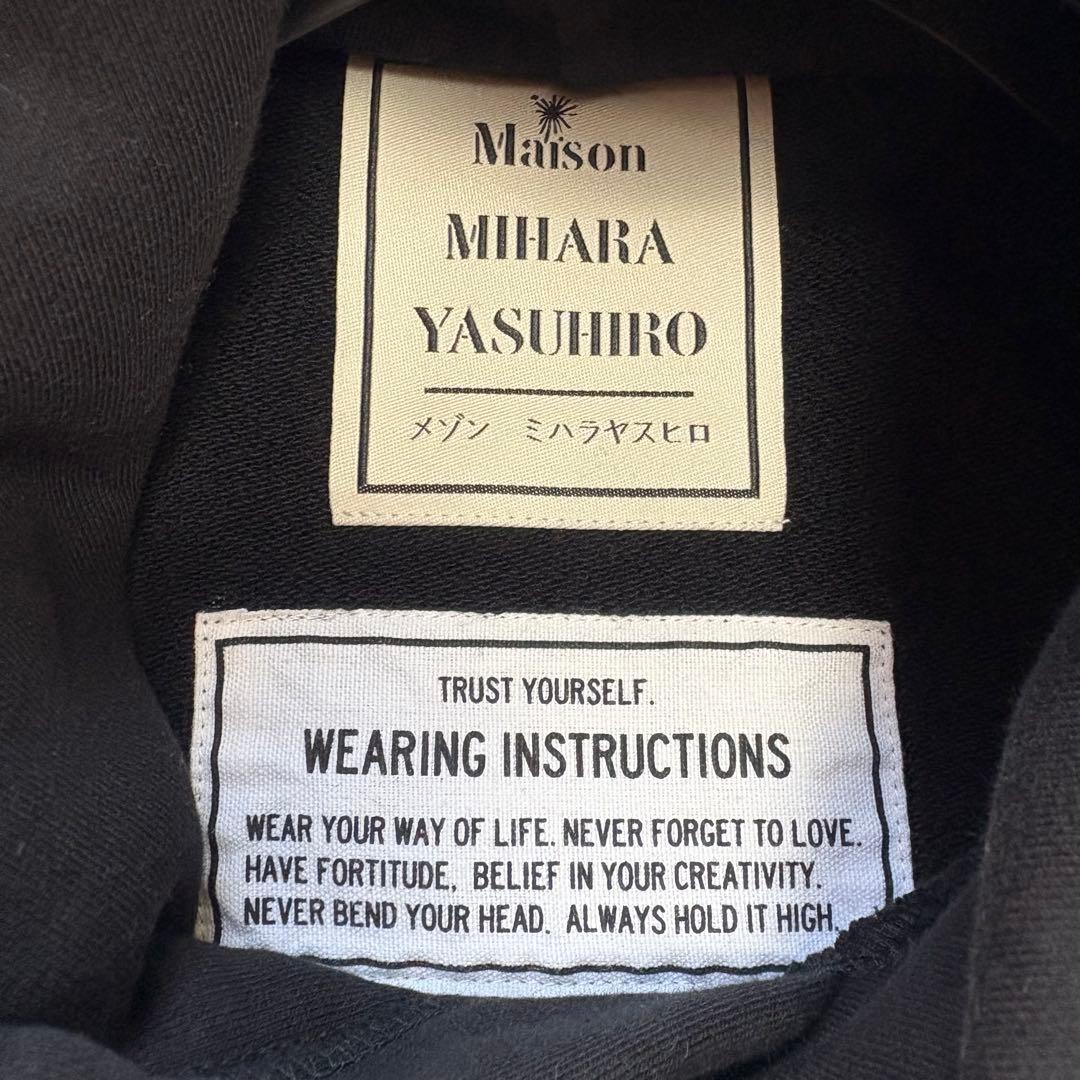 Maison
MIHARA
YASUHIRO
メゾン ミハラヤスヒロ
TRUST YOURSELF.
WEARING INSTRUCTIONS
WEAR YOUR WAY OF LIFE. NEVER FORGET TO LOVE.
HAVE FORTITUDE. BELIEF IN YOUR CREATIVITY.
NEVER BEND YOUR HEAD. ALWAYS HOLD IT HIGH.